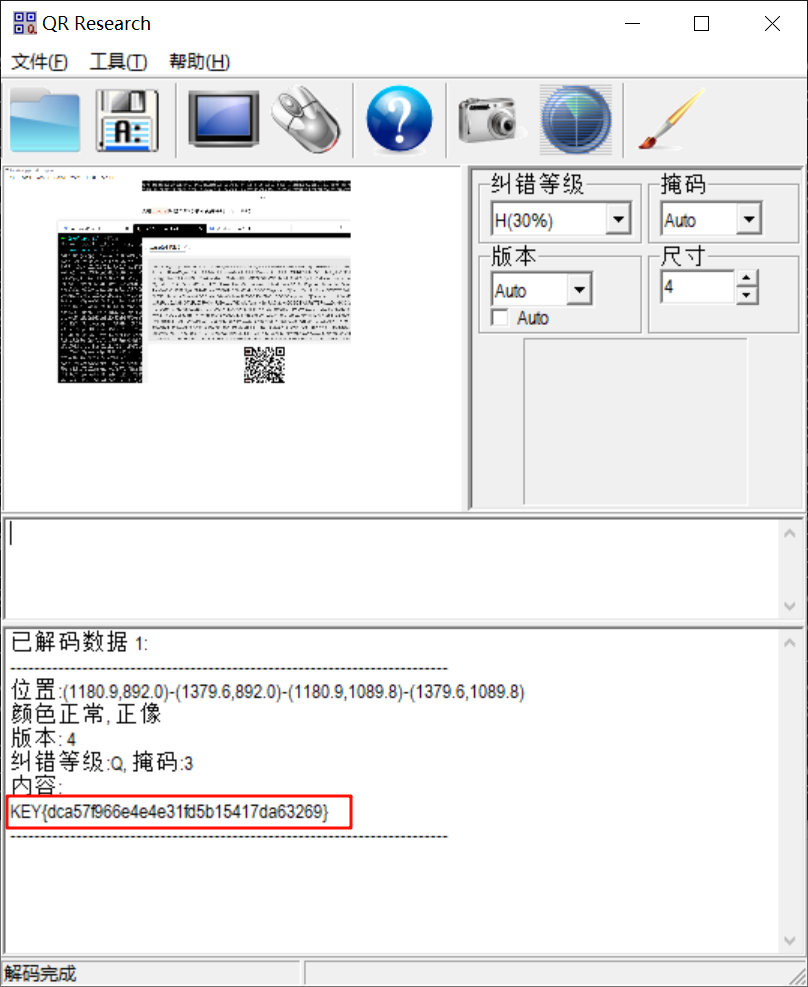 QR Research
文件(F) 工具(T) 帮助(H)
A:
纠错等级
H(30%)
掩码
Auto
版本
Auto
Auto
尺寸
4
已解码数据 1:
---------------------------------------------------------------------------
位置:(1180.9,892.0)-(1379.6,892.0)-(1180.9,1089.8)-(1379.6,1089.8)
颜色正常, 正像
版本: 4
纠错等级:Q, 掩码:3
内容:
KEY{dca57f966e4e4e31fd5b15417da63269}
---------------------------------------------------------------------------
解码完成